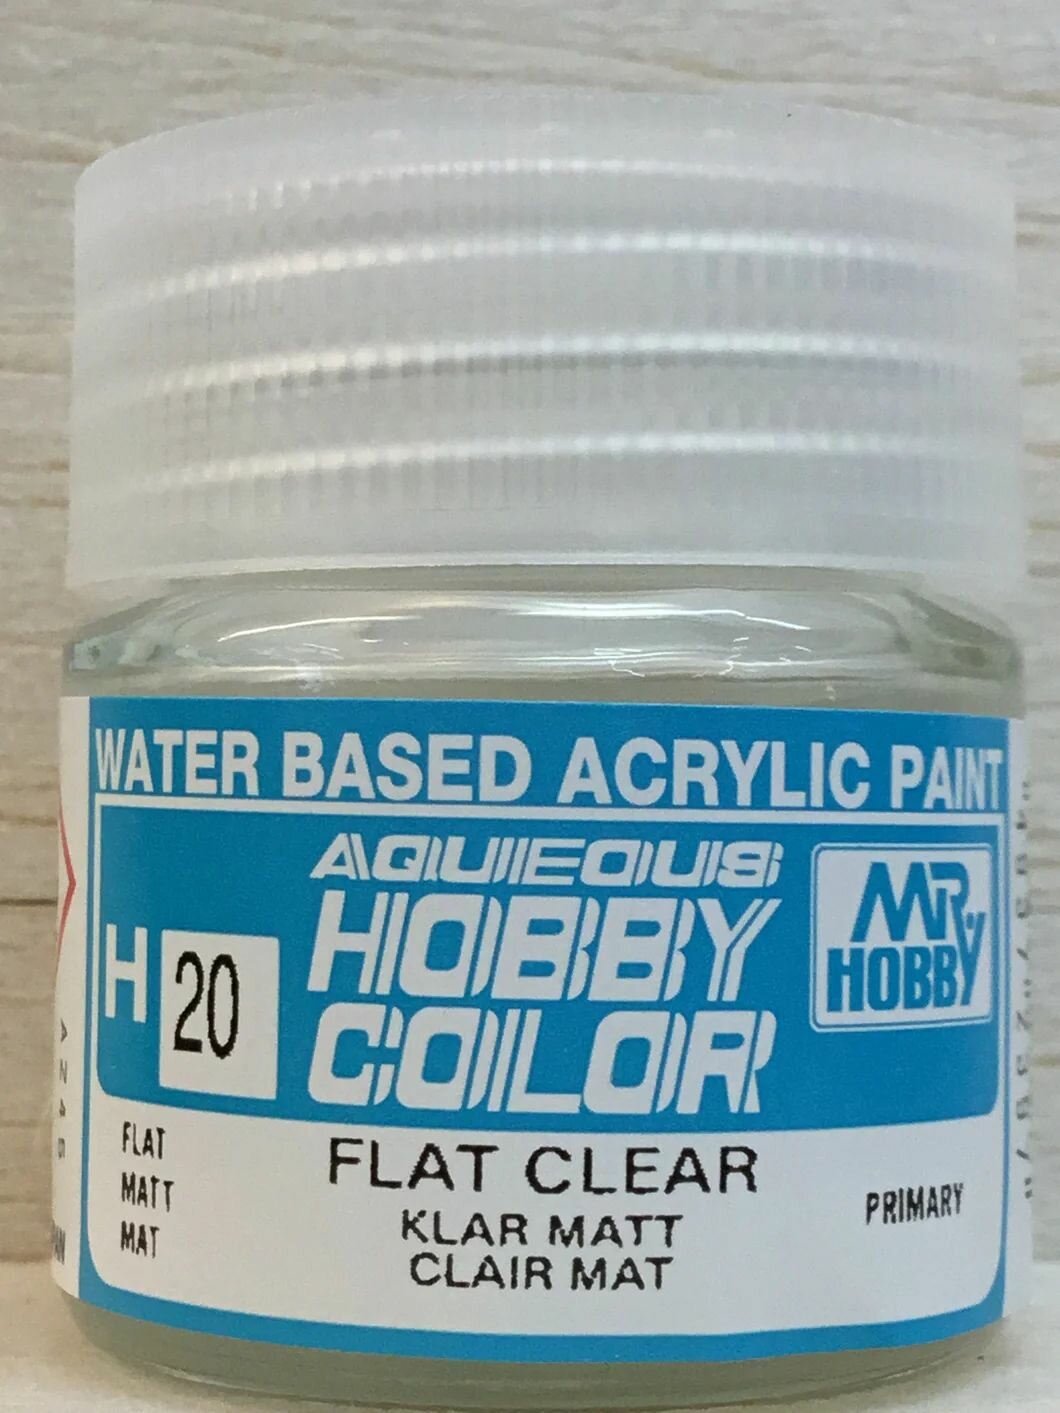 WATER BASED ACRYLIC PAINT
AQUEOUS
HOBBY
COLOR
MR.
HOBBY
H 20
FLAT
MATT
MAT
FLAT CLEAR
KLAR MATT
CLAIR MAT
PRIMARY